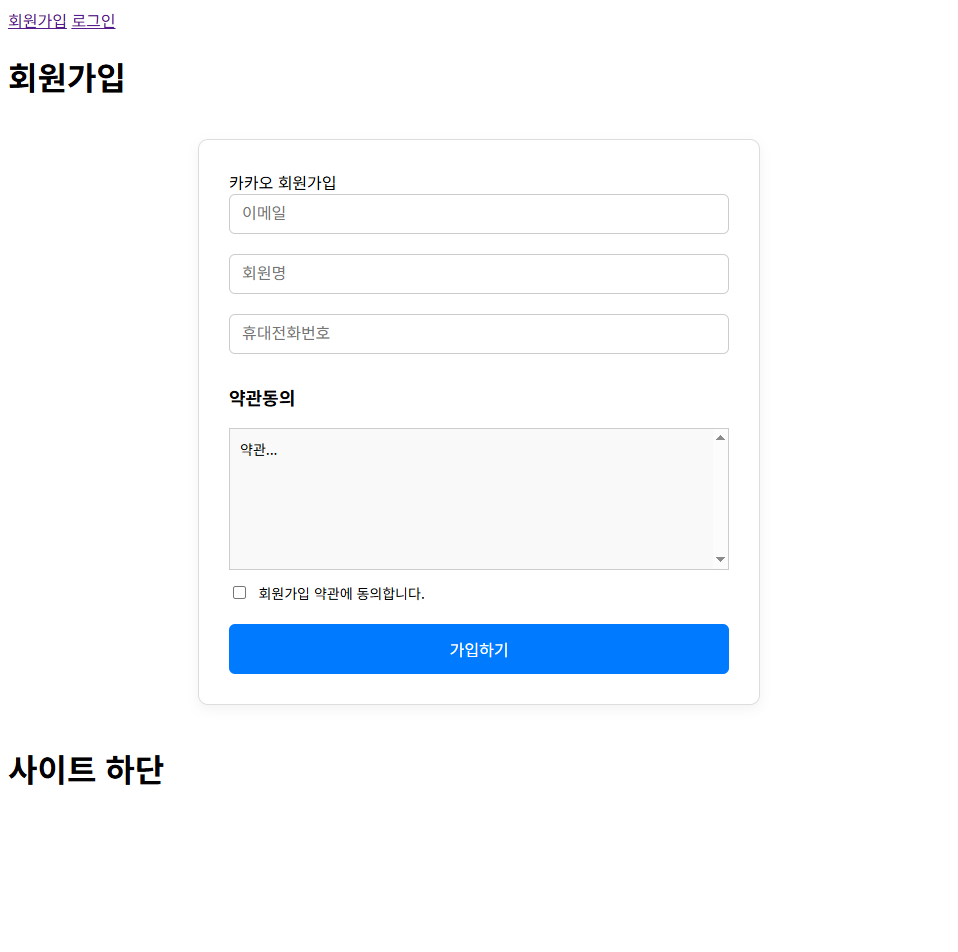 회원가입 로그인
회원가입
카카오 회원가입
이메일
회원명
휴대전화번호
약관동의
약관...
회원가입 약관에 동의합니다.
가입하기
사이트 하단